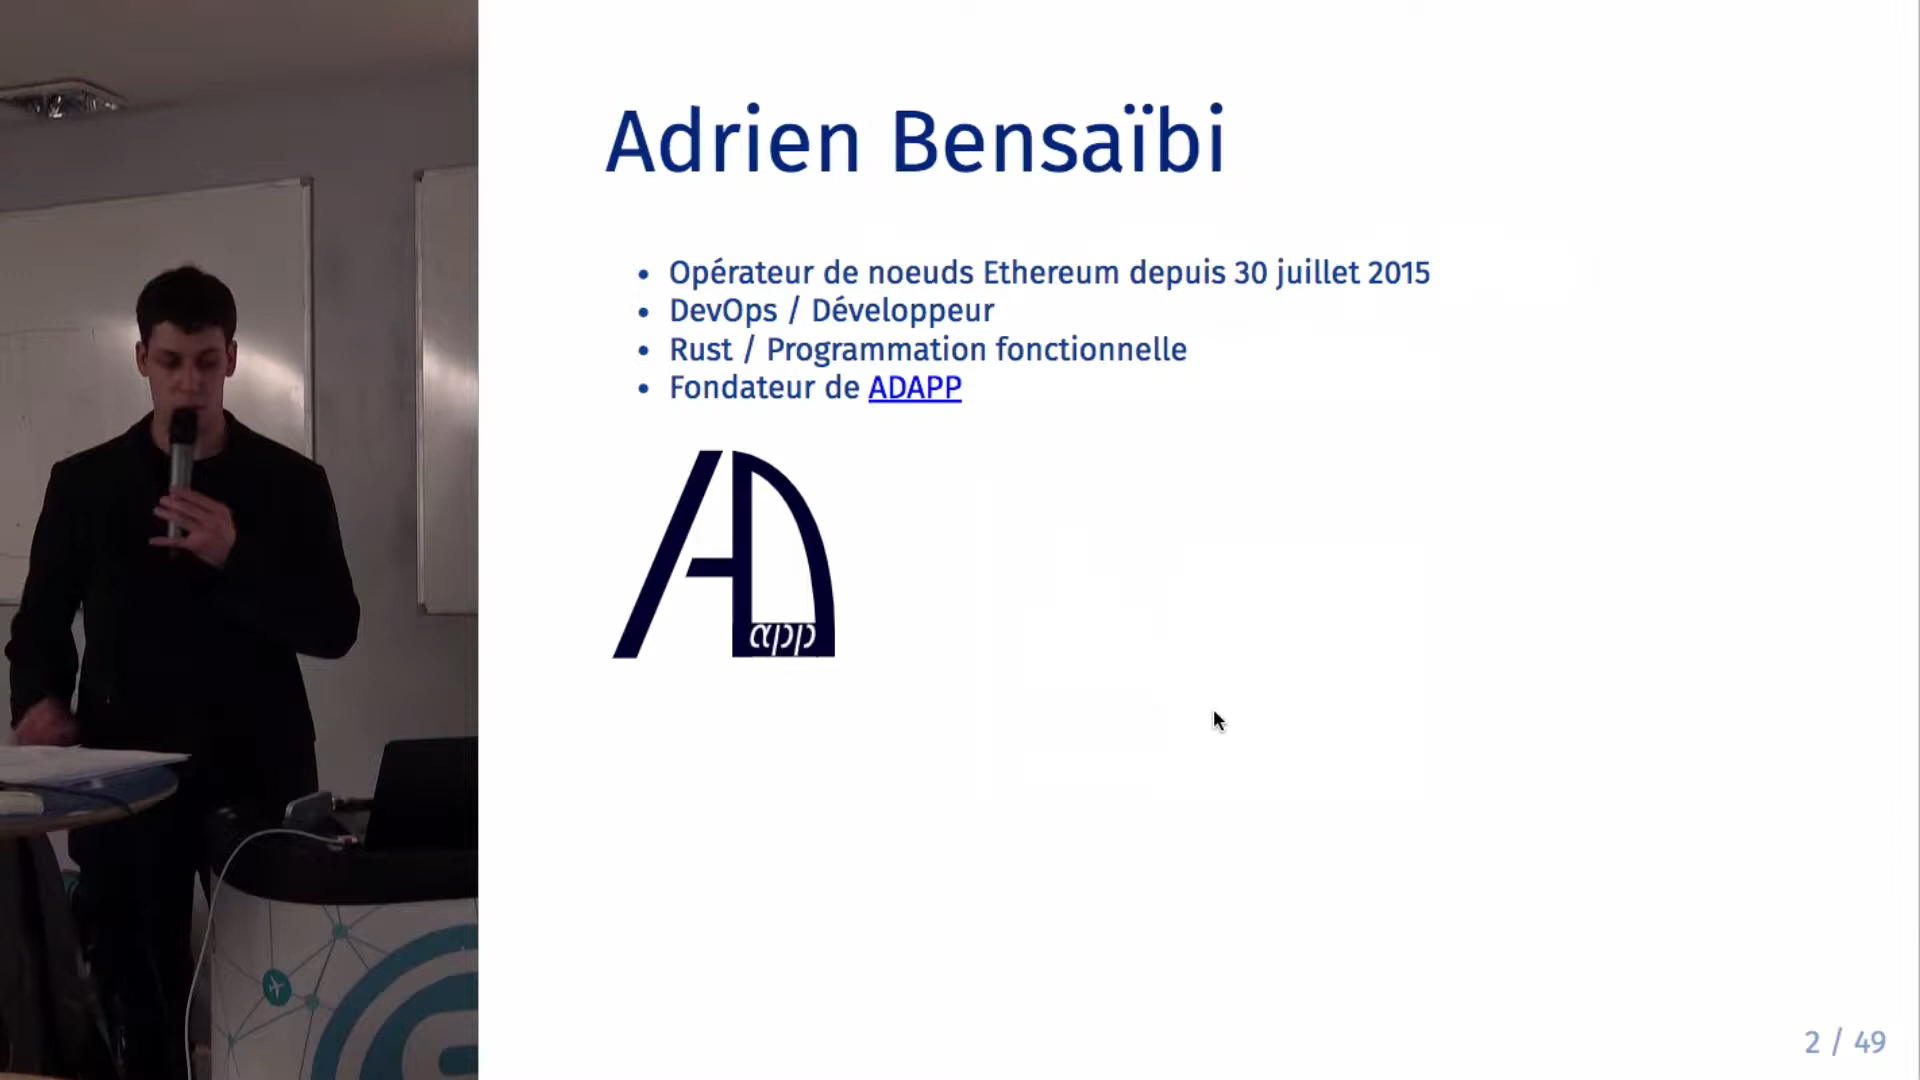 Adrien Bensaïbi
Opérateur de noeuds Ethereum depuis 30 juillet 2015
DevOps / Développeur
Rust / Programmation fonctionnelle
Fondateur de ADAPP
AD
app
2 / 49